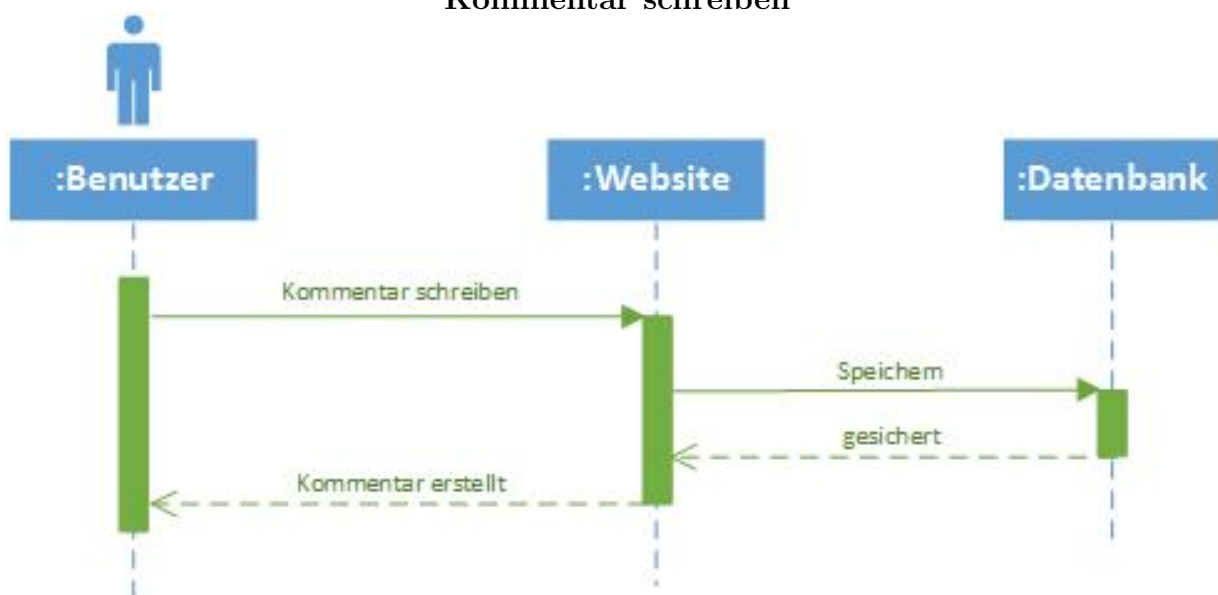 Kommentar schreiben
:Benutzer
:Website
:Datenbank
Kommentar schreiben
Speichern
gesichert
Kommentar erstellt